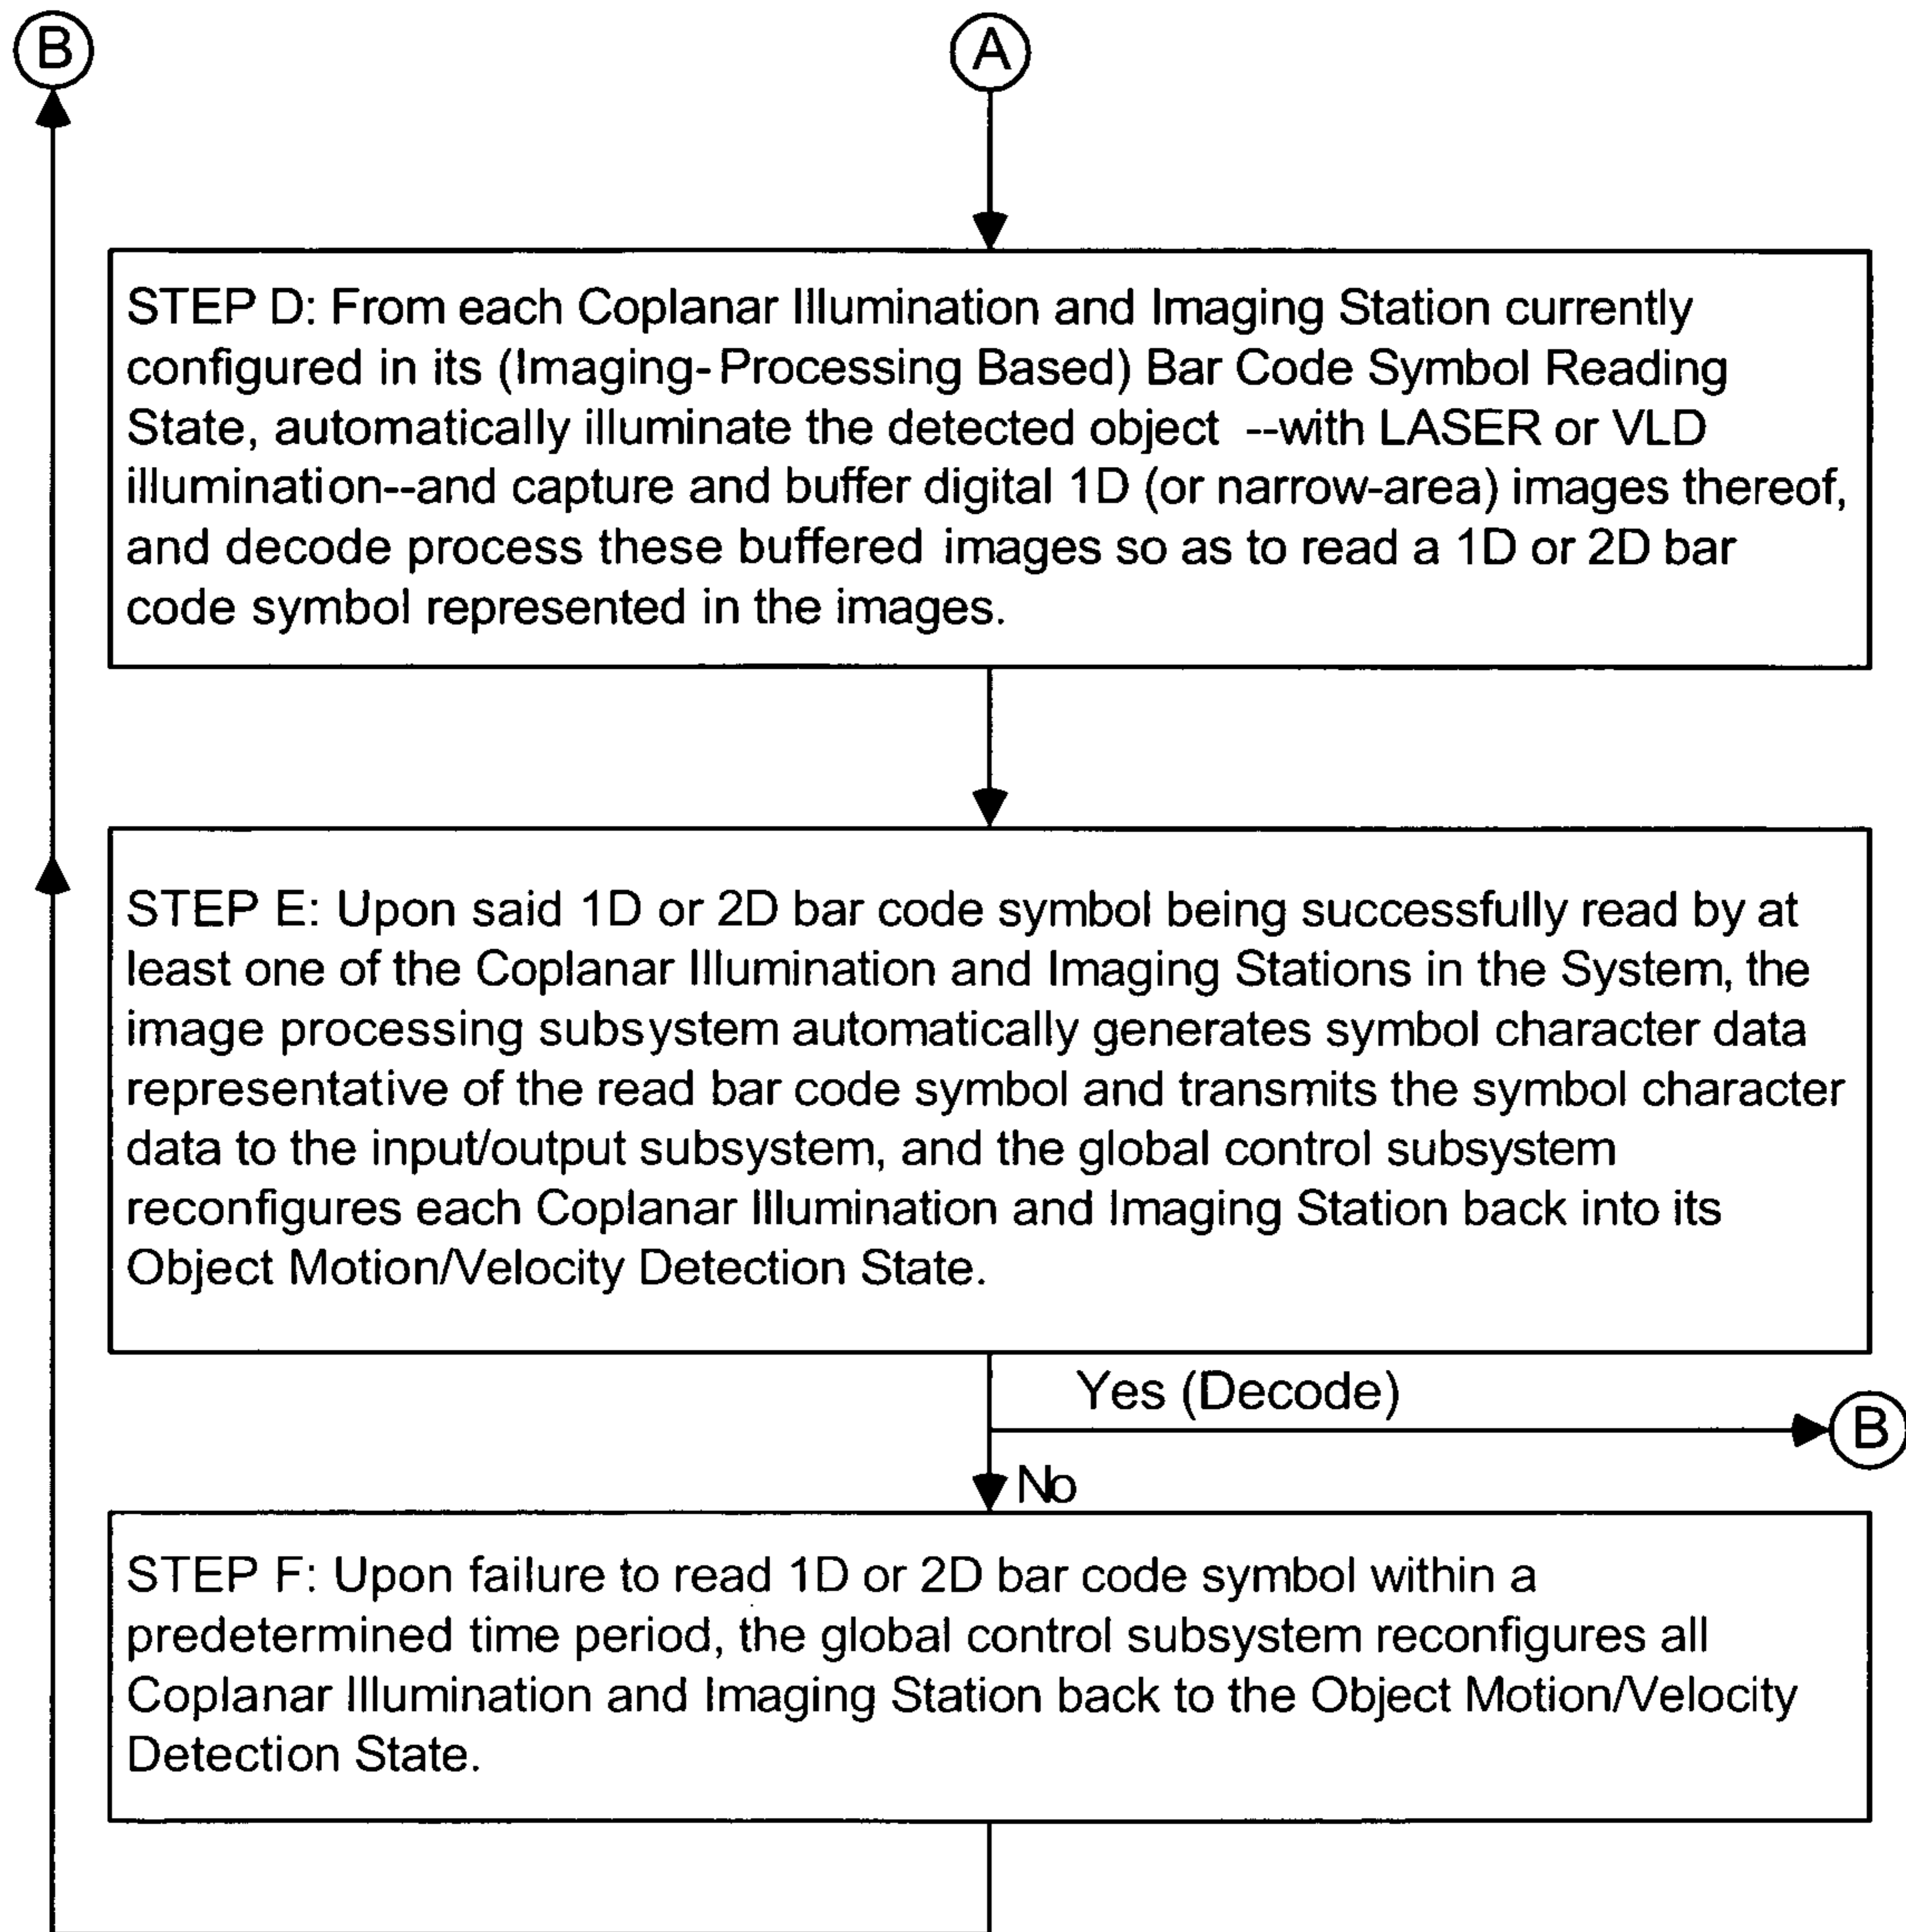 B
A
STEP D: From each Coplanar Illumination and Imaging Station currently
configured in its (Imaging-Processing Based) Bar Code Symbol Reading
State, automatically illuminate the detected object --with LASER or VLD
illumination--and capture and buffer digital 1D (or narrow-area) images thereof,
and decode process these buffered images so as to read a 1D or 2D bar
code symbol represented in the images.
STEP E: Upon said 1D or 2D bar code symbol being successfully read by at
least one of the Coplanar Illumination and Imaging Stations in the System, the
image processing subsystem automatically generates symbol character data
representative of the read bar code symbol and transmits the symbol character
data to the input/output subsystem, and the global control subsystem
reconfigures each Coplanar Illumination and Imaging Station back into its
Object Motion/Velocity Detection State.
Yes (Decode)
B
No
STEP F: Upon failure to read 1D or 2D bar code symbol within a
predetermined time period, the global control subsystem reconfigures all
Coplanar Illumination and Imaging Station back to the Object Motion/Velocity
Detection State.